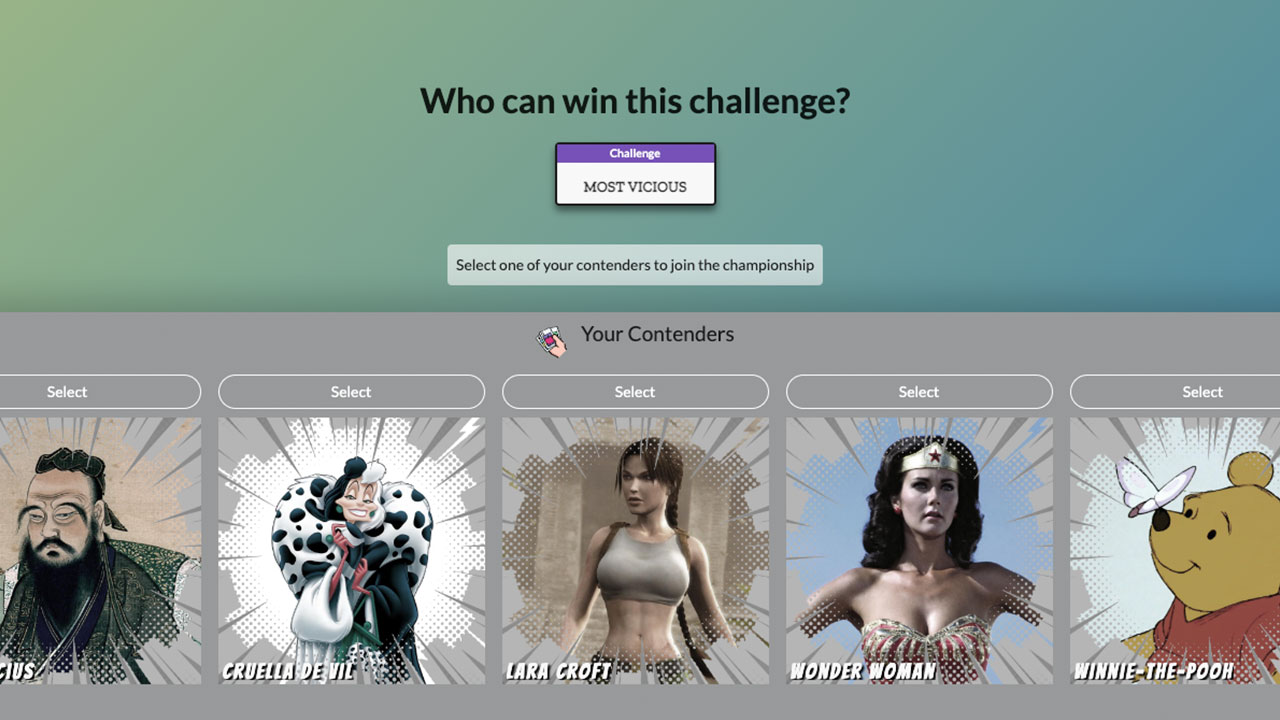 Who can win this challenge?
Challenge
MOST VICIOUS
Select one of your contenders to join the championship
Your Contenders
Select Select Select Select Select
CIUS CRUELLA DE VIL LARA CROFT WONDER WOMAN WINNIE-THE-POOH